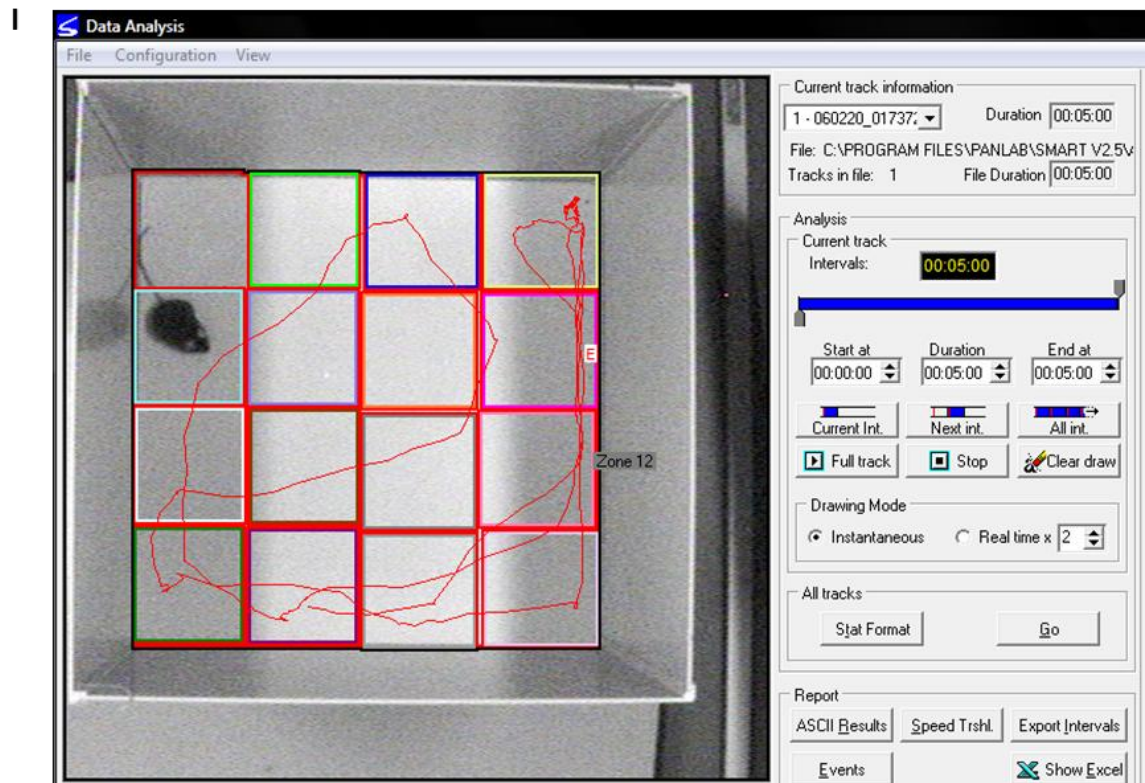 I
Data Analysis
File Configuration View
Current track information
Duration 00:05:00
File: C:\PROGRAM FILES\PANLAB\SMART V2.5\
Tracks in file: 1 File Duration 00:05:00
Analysis
Current track
Intervals: 00:05:00
Start at Duration End at
00:00:00 00:05:00 00:05:00
Current Int. Next int. All int.
Full track Stop Clear draw
Drawing Mode
Instantaneous Real time x 2
All tracks
Stat Format Go
Report
ASCII Results Speed Trshl. Export Intervals
Events Show Excel
E
Zone 12